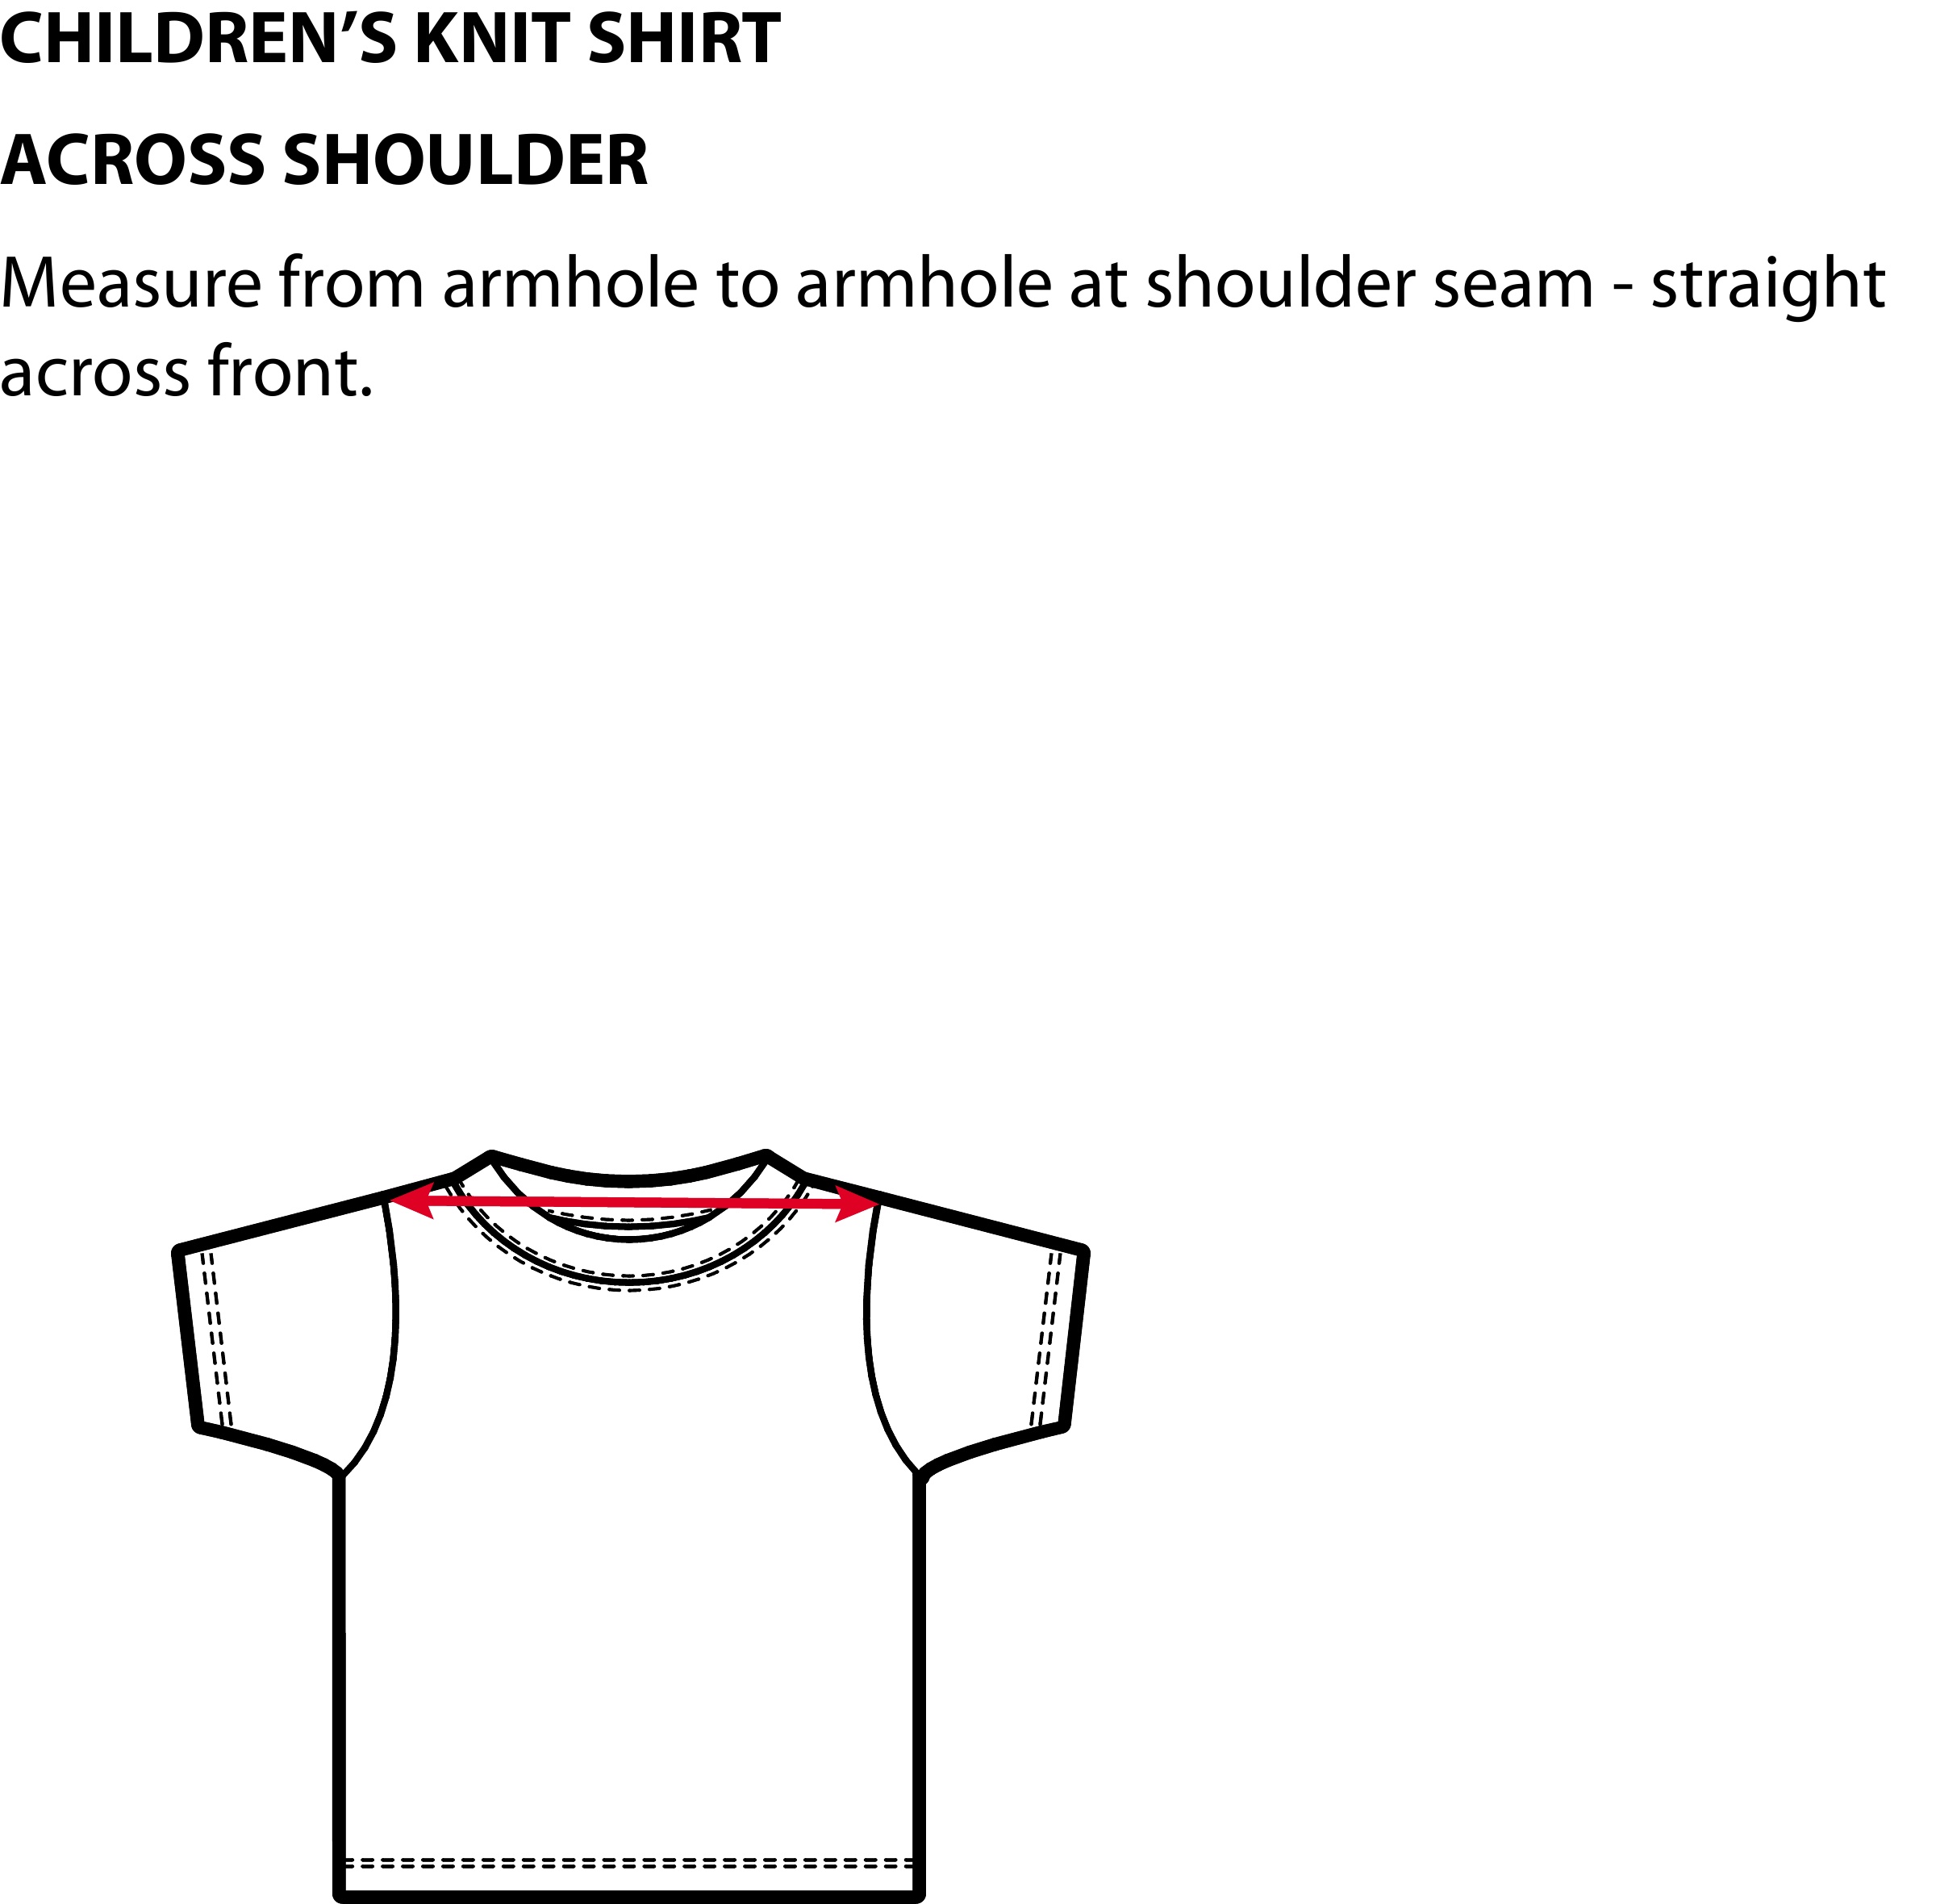 CHILDREN’S KNIT SHIRT
ACROSS SHOULDER
Measure from armhole to armhole at shoulder seam - straight
across front.